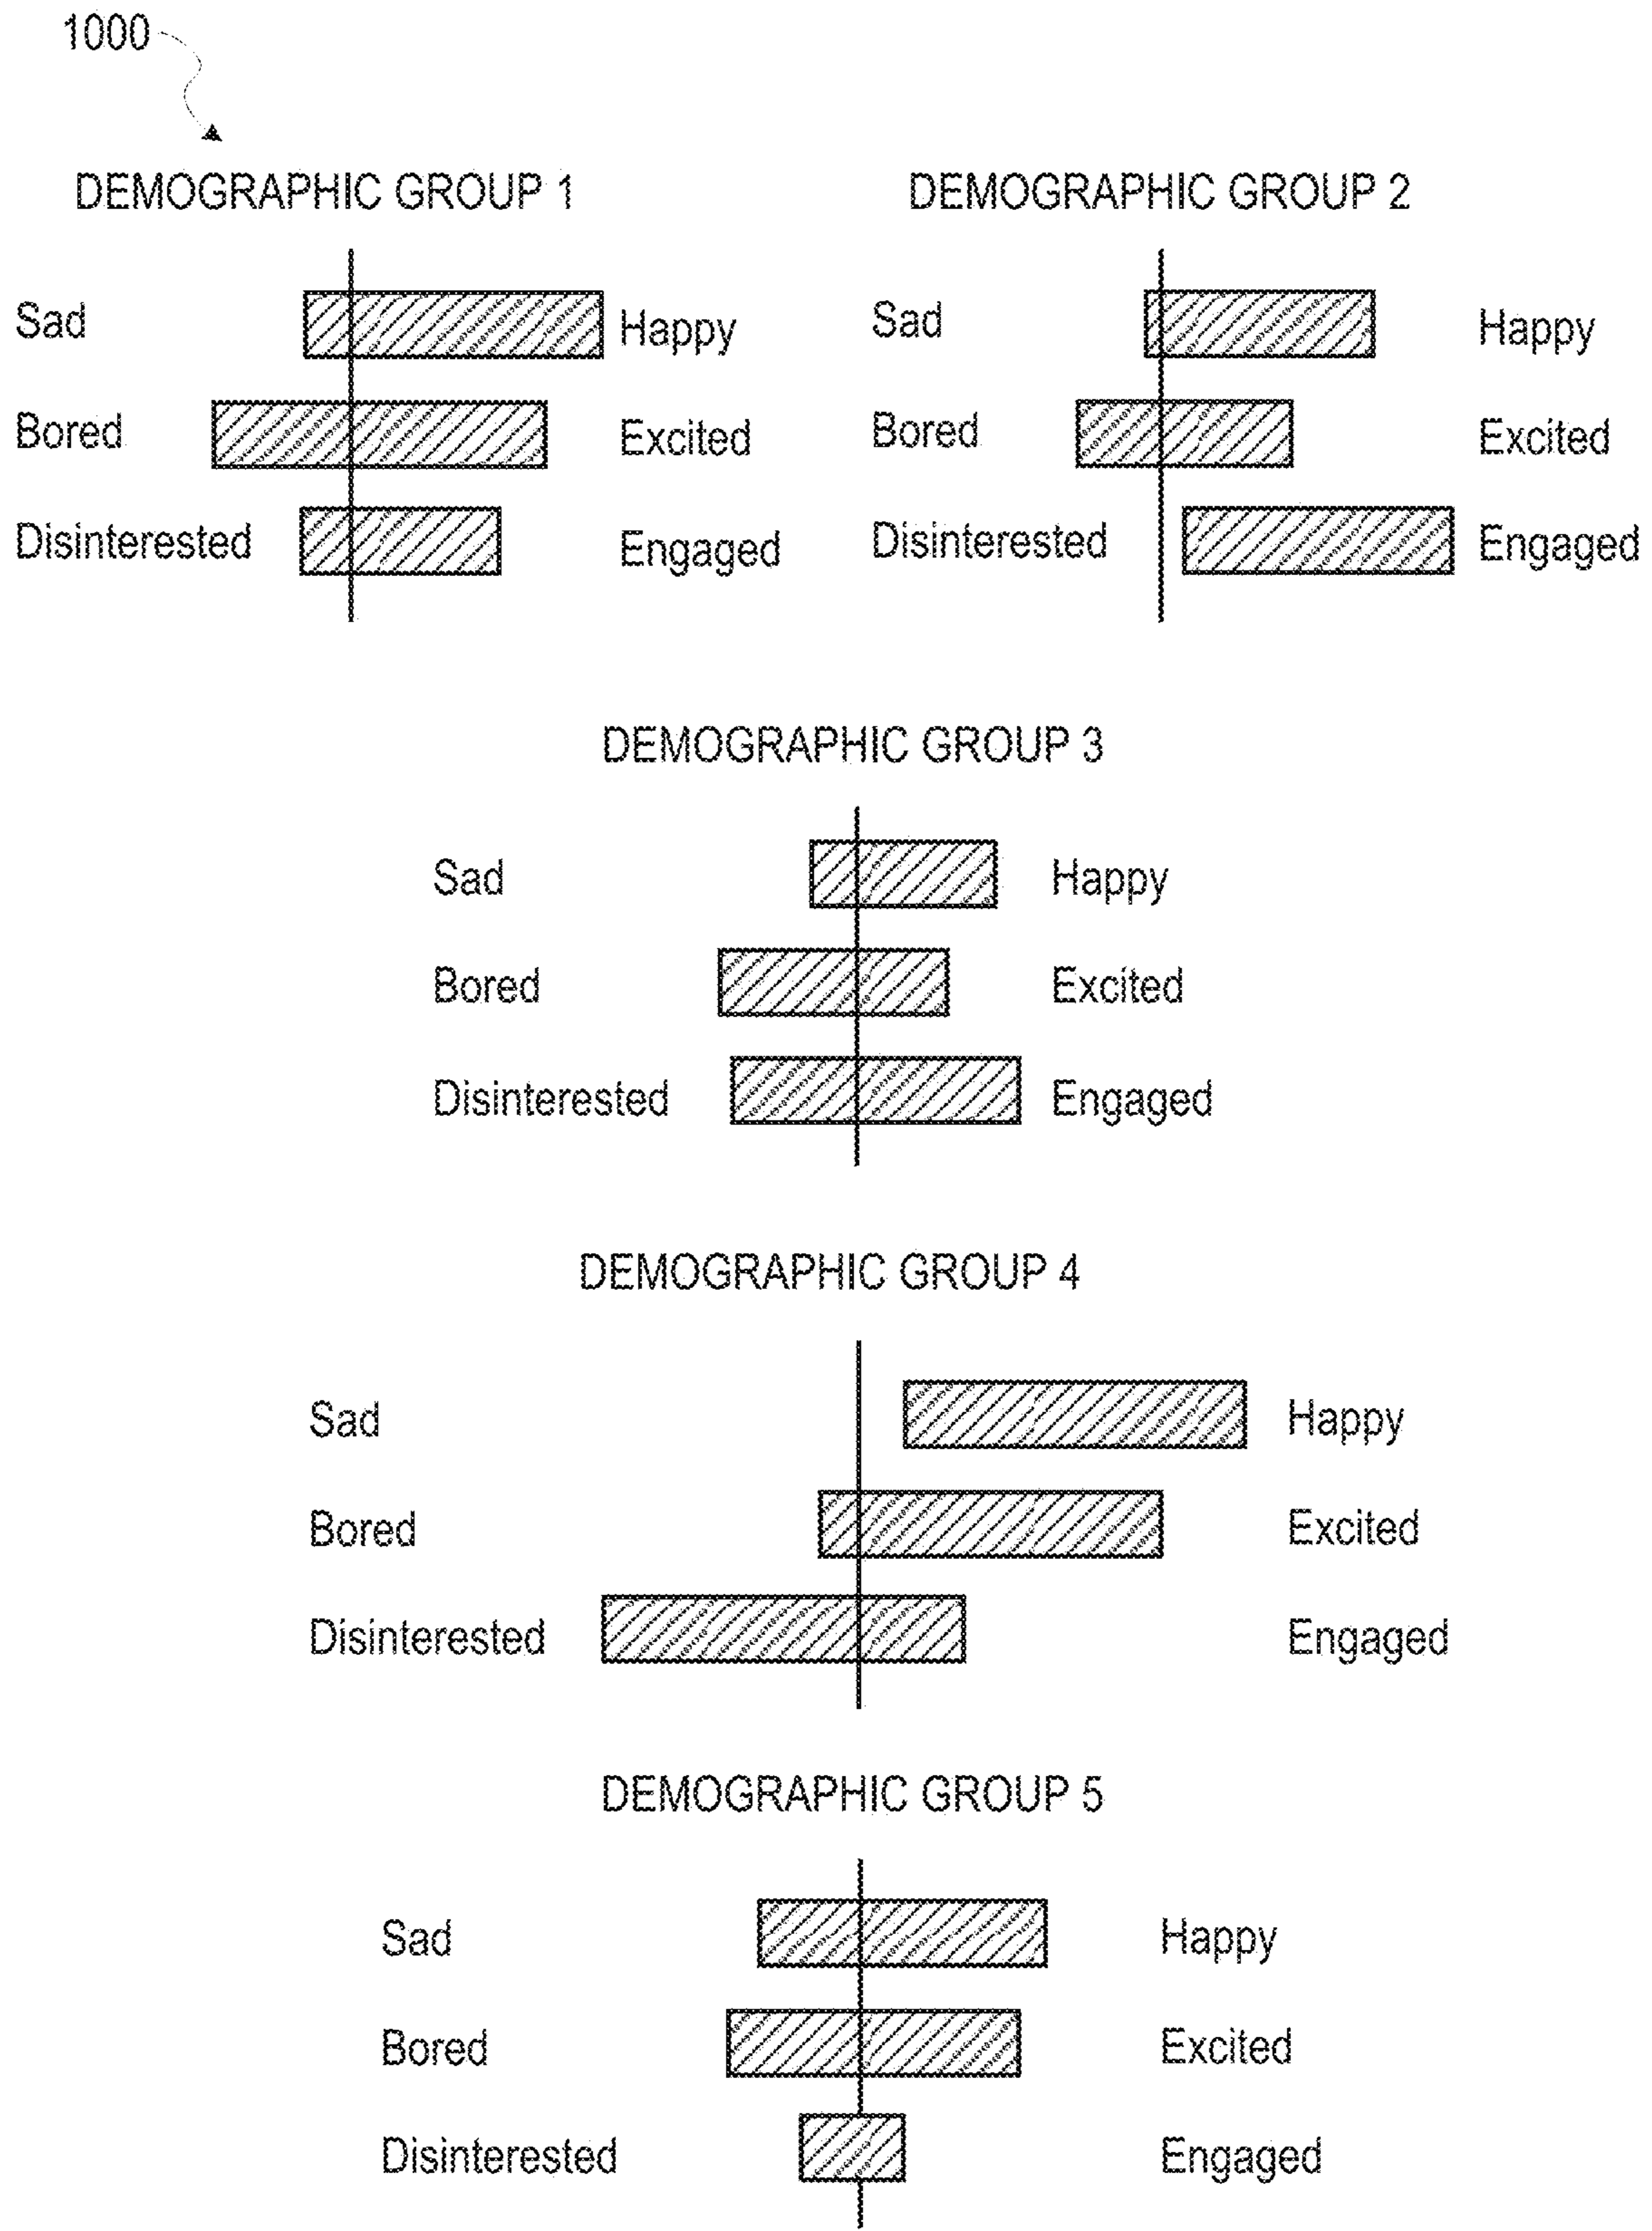 1000
DEMOGRAPHIC GROUP 1
Sad Happy
Bored Excited
Disinterested Engaged
DEMOGRAPHIC GROUP 2
Sad Happy
Bored Excited
Disinterested Engaged
DEMOGRAPHIC GROUP 3
Sad Happy
Bored Excited
Disinterested Engaged
DEMOGRAPHIC GROUP 4
Sad Happy
Bored Excited
Disinterested Engaged
DEMOGRAPHIC GROUP 5
Sad Happy
Bored Excited
Disinterested Engaged